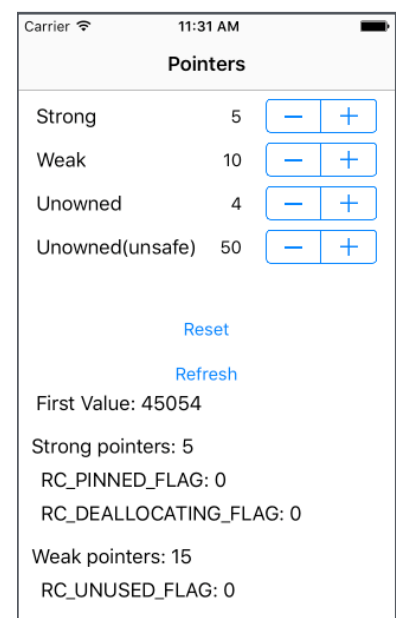 Carrier 11:31 AM
Pointers
Strong 5 − +
Weak 10 − +
Unowned 4 − +
Unowned(unsafe) 50 − +
Reset
Refresh
First Value: 45054
Strong pointers: 5
RC_PINNED_FLAG: 0
RC_DEALLOCATING_FLAG: 0
Weak pointers: 15
RC_UNUSED_FLAG: 0